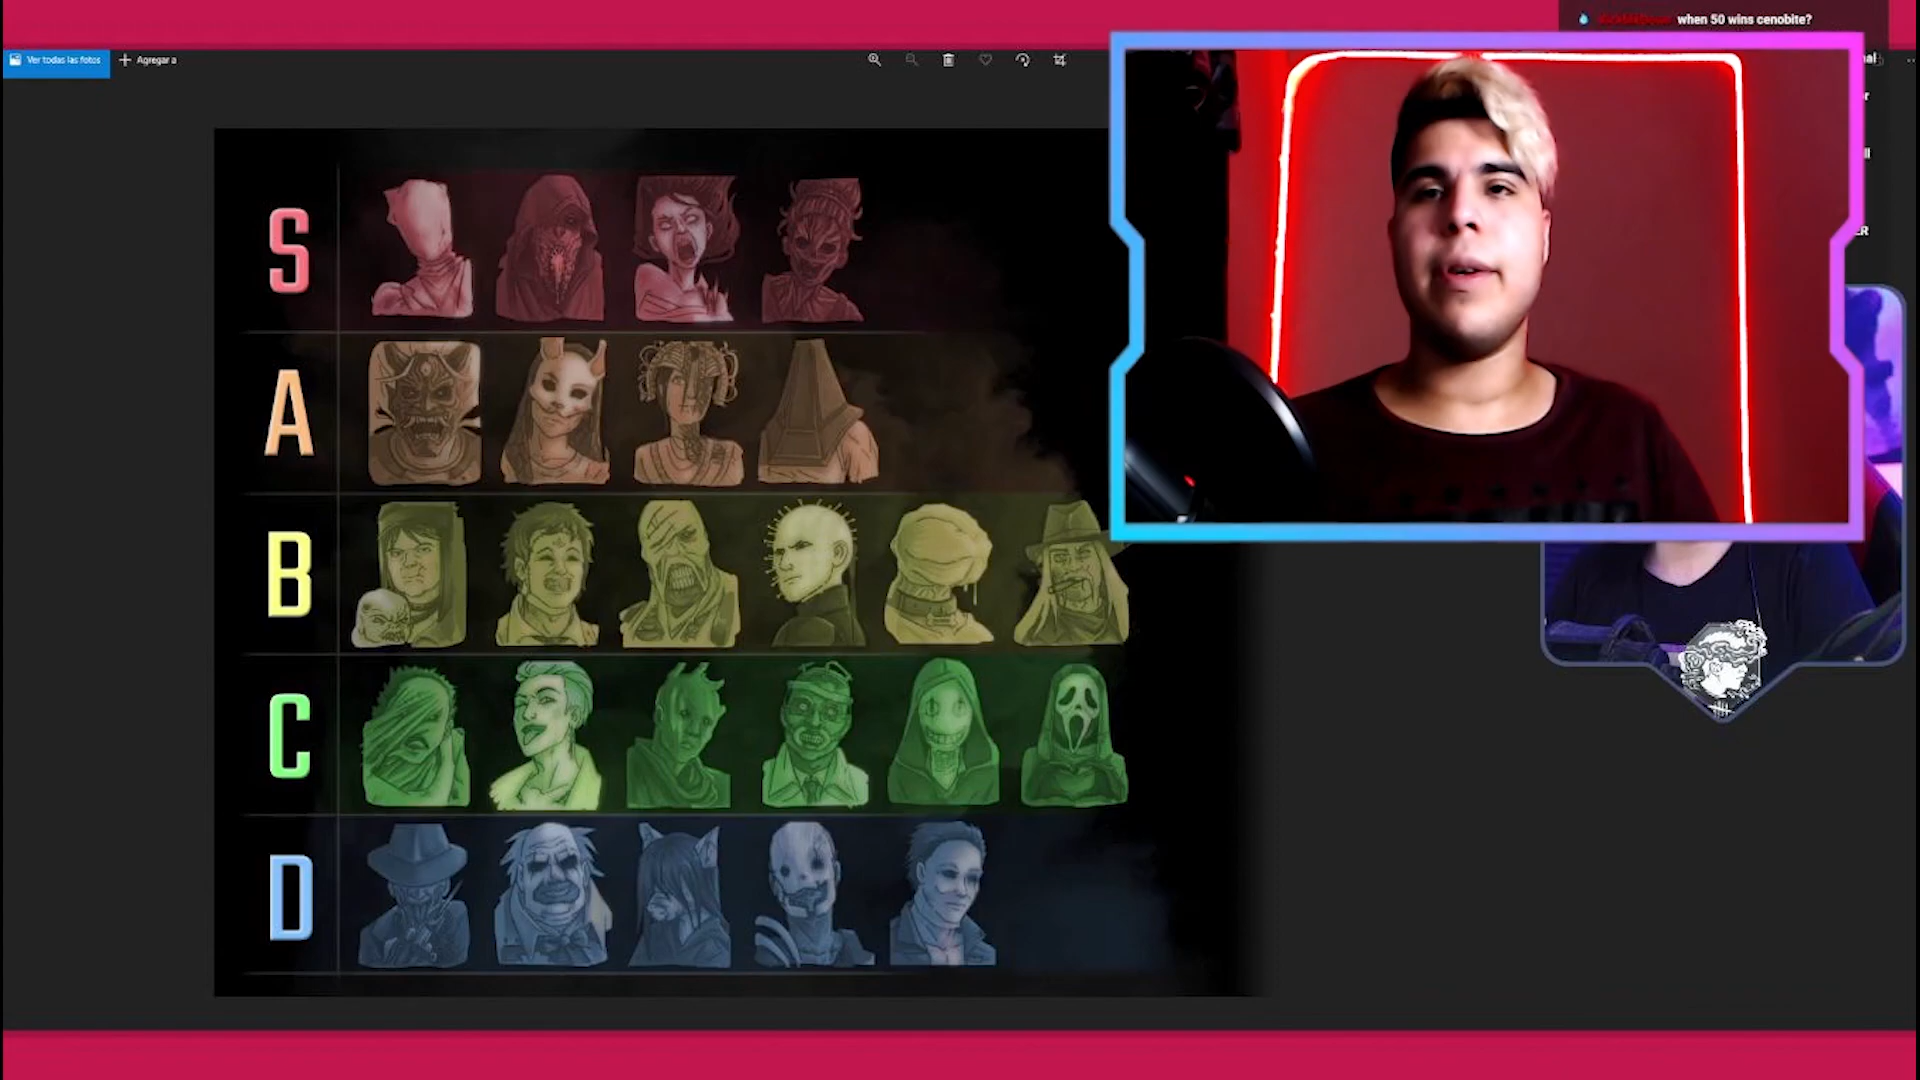 when 50 wins cenobite?
Ver todas las fotos
Agregar a
S
A
B
C
D